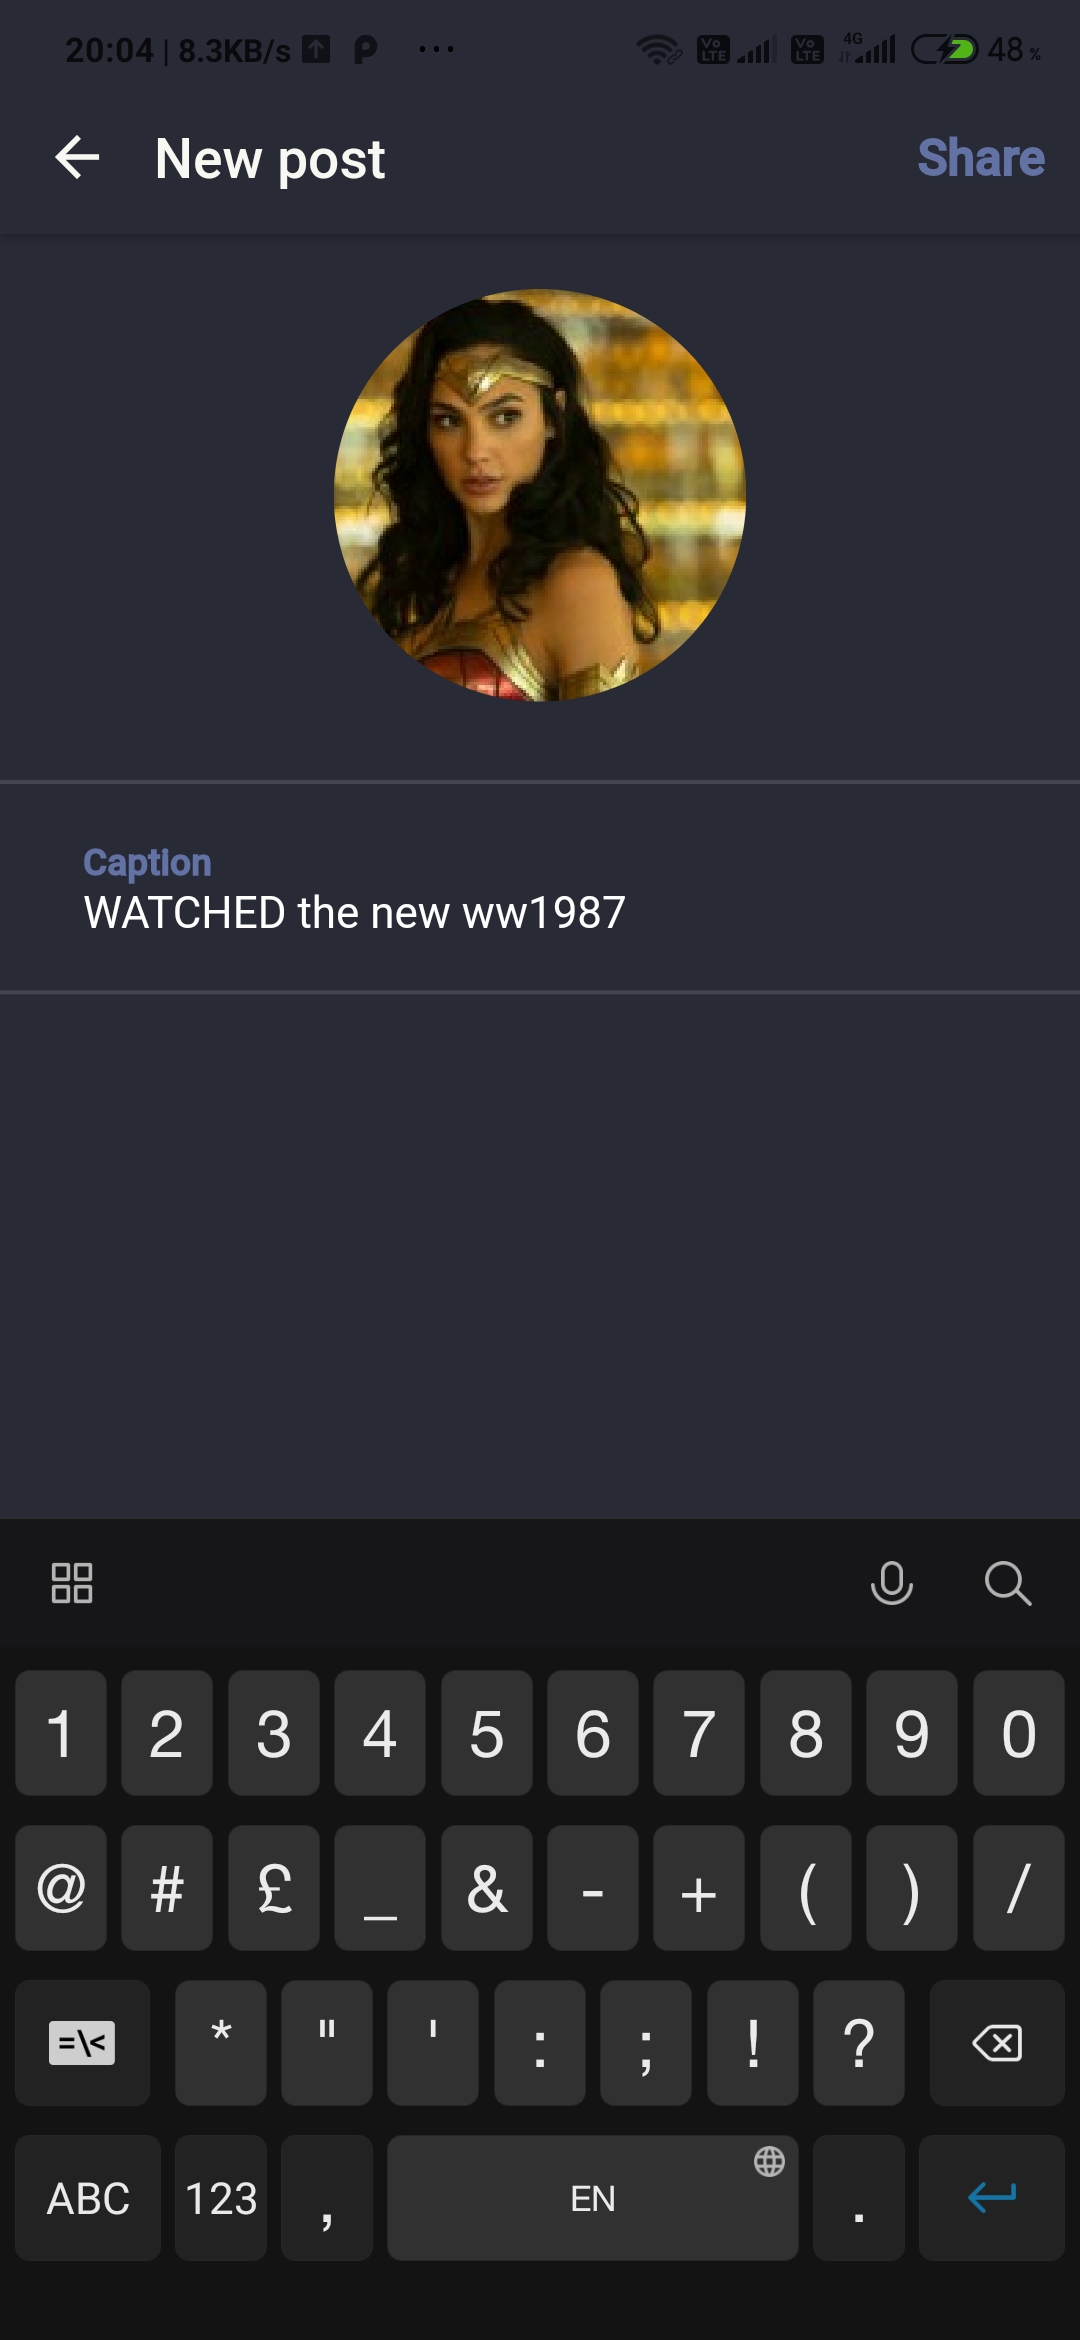 20:04 | 8.3KB/s ... Vo LTE Vo LTE 4G 48 %
New post Share
Caption
WATCHED the new ww1987
1 2 3 4 5 6 7 8 9 0
@ # £ _ & - + ( ) /
=\< * " ' : ; ! ?
ABC 123 , EN .